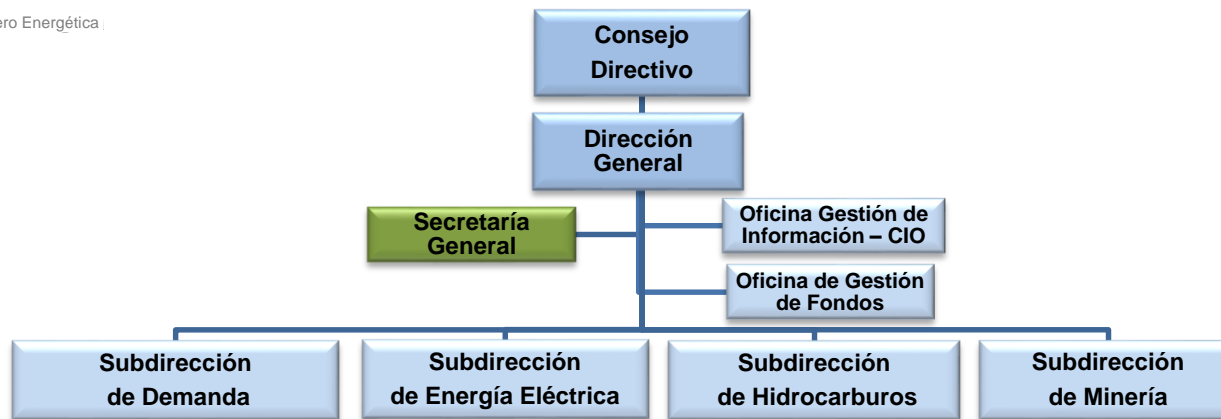 ero Energética
Consejo
Directivo
Dirección
General
Secretaría
General
Oficina Gestión de
Información – CIO
Oficina de Gestión
de Fondos
Subdirección
de Demanda
Subdirección
de Energía Eléctrica
Subdirección
de Hidrocarburos
Subdirección
de Minería